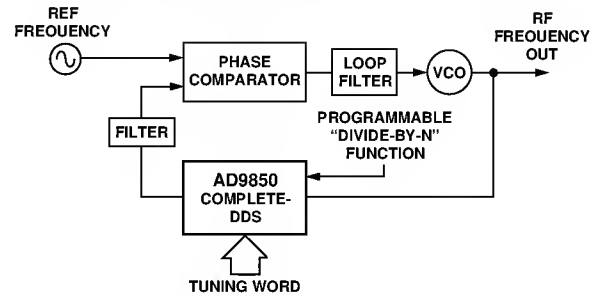 REF
FREQUENCY
PHASE
COMPARATOR
LOOP
FILTER
VCO
RF
FREQUENCY
OUT
FILTER
PROGRAMMABLE
“DIVIDE-BY-N”
FUNCTION
AD9850
COMPLETE-
DDS
TUNING WORD